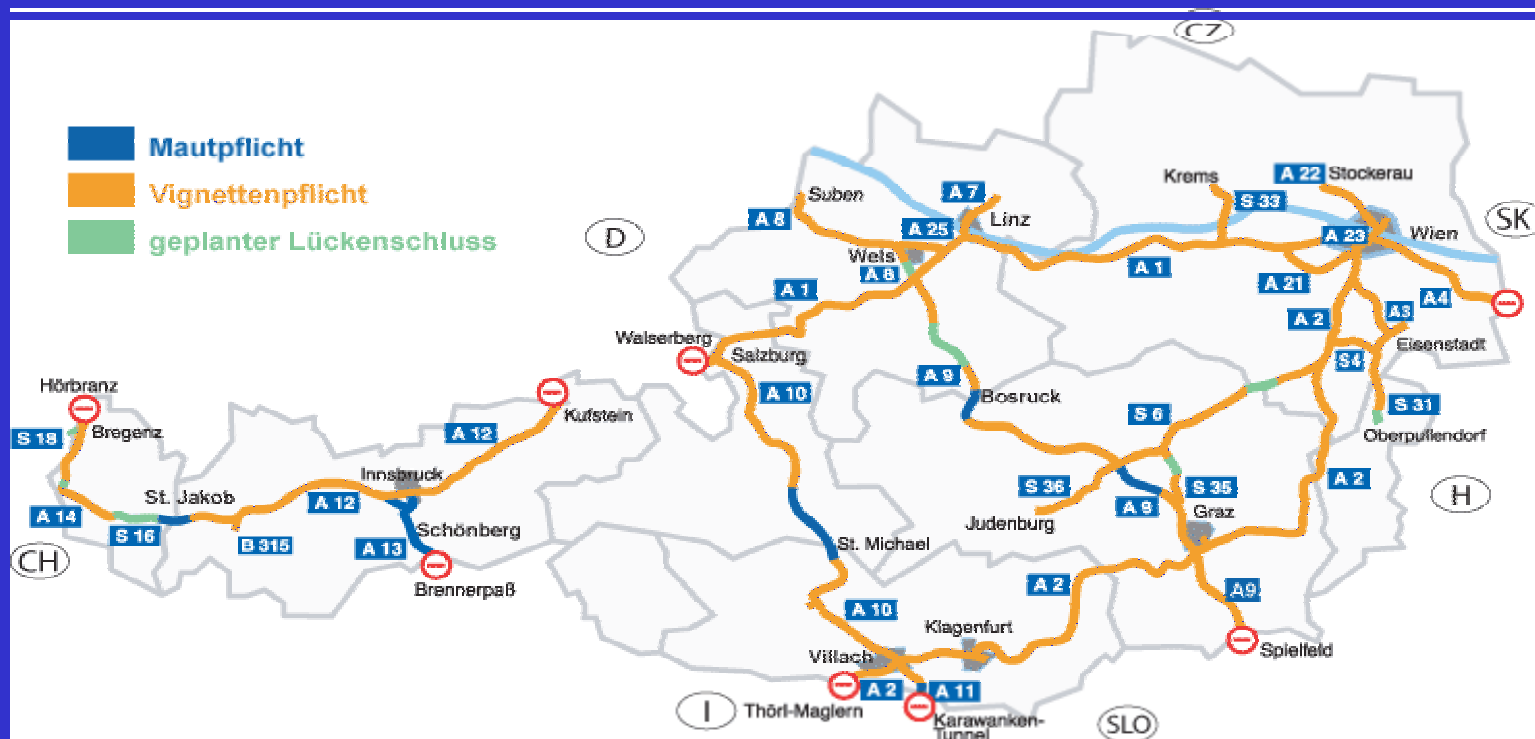 CZ
Mautpflicht
Vignettenpflicht
geplanter Lückenschluss
D
SK
CH
I
SLO
H
Suben
A 8
A 7
Linz
A 25
Wels
A 8
A 1
Krems
S 33
A 22
Stockerau
A 23
Wien
A 1
A 21
A 4
A 2
A3
Eisenstadt
S4
S 31
Oberpullendorf
Walserberg
Salzburg
A 10
A 9
Bosruck
S 6
A 2
Hörbranz
S 18
Bregenz
Kufstein
A 12
Innsbruck
St. Jakob
A 12
A 14
S 16
B 315
Schönberg
A 13
Brennerpaß
S 36
Judenburg
A 9
S 35
Graz
St. Michael
A 2
A9
Spielfeld
A 10
Klagenfurt
Villach
A 2
A 11
Thörl-Maglern
Karawanken-
Tunnel